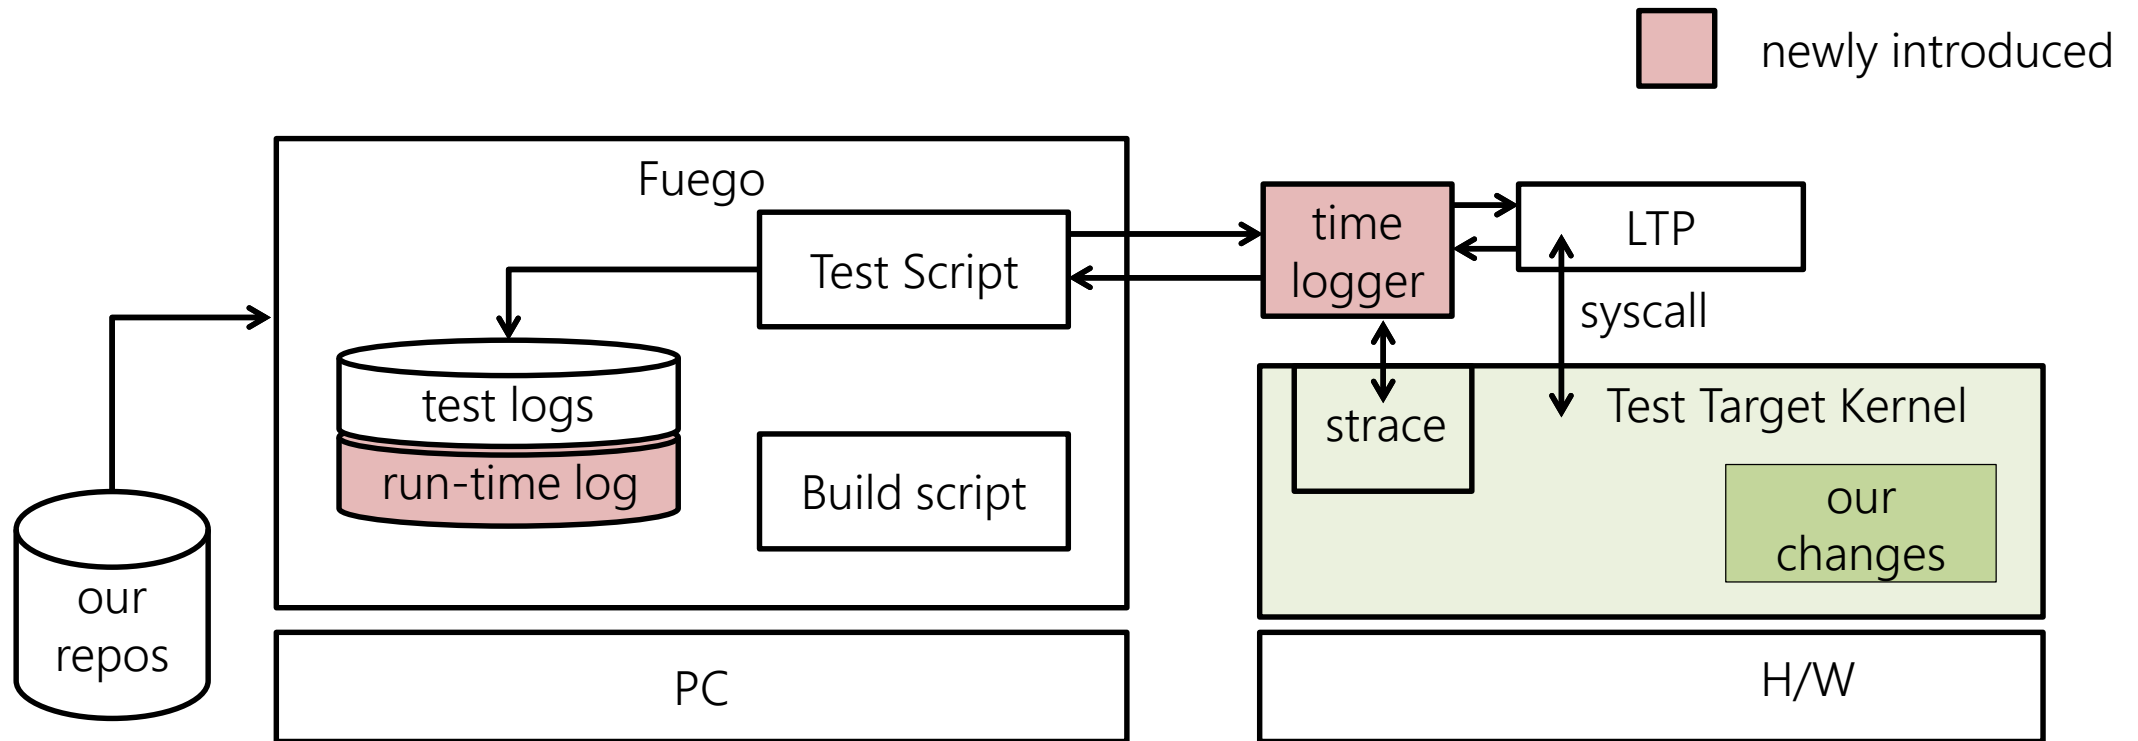 newly introduced
Fuego
Test Script
test logs
run-time log
Build script
our
repos
PC
time
logger
LTP
syscall
strace
Test Target Kernel
our
changes
H/W